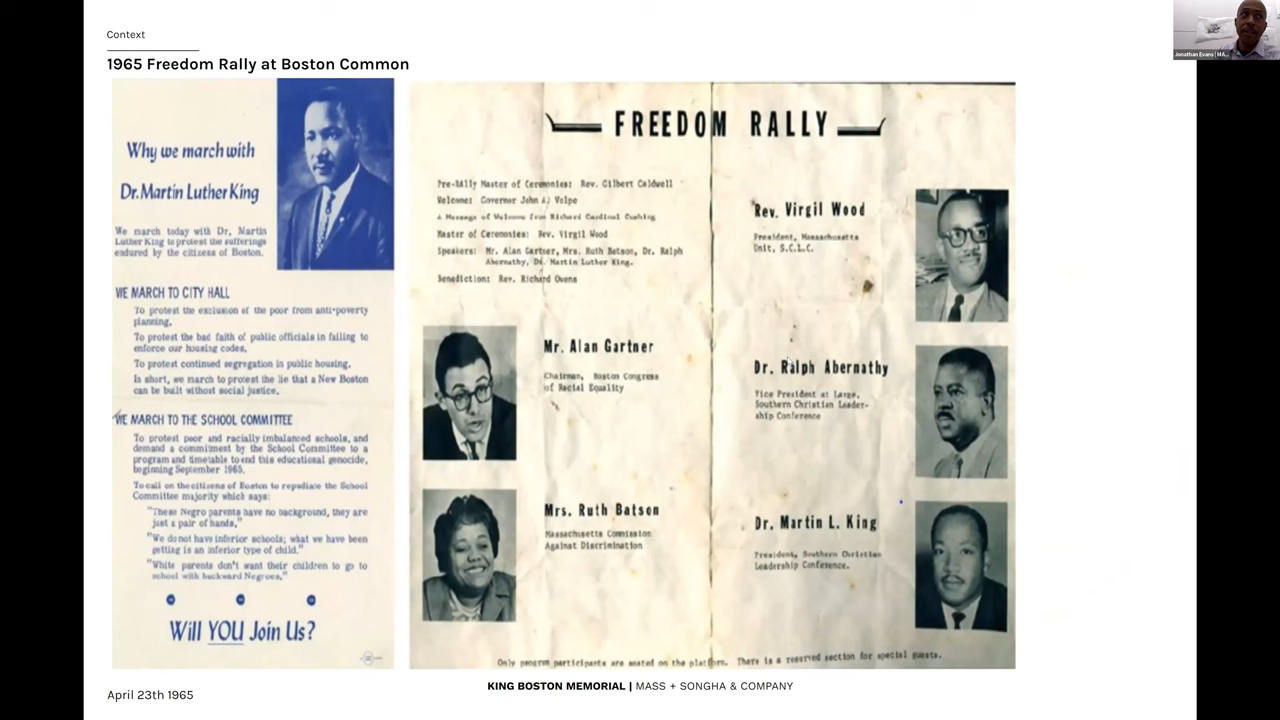 Context
1965 Freedom Rally at Boston Common
Jonathan Evans | MA...
Why we march with
Dr. Martin Luther King
We march today with Dr. Martin
Luther King to protest the sufferings
endured by the citizens of Boston.
WE MARCH TO CITY HALL
To protest the exclusion of the poor from anti-poverty
planning.
To protest the bad faith of public officials in failing to
enforce our housing codes.
To protest continued segregation in public housing.
In short, we march to protest the lie that a New Boston
can be built without social justice.
WE MARCH TO THE SCHOOL COMMITTEE
To protest poor and racially imbalanced schools, and
demand a commitment by the School Committee to a
program and timetable to end this educational genocide,
beginning September 1965.
To call on the citizens of Boston to repudiate the School
Committee majority which says:
"These Negro parents have no background, they are
just a pair of hands."
"We do not have inferior schools; what we have been
getting is an inferior type of child."
"White parents don't want their children to go to
school with backward Negroes."
Will YOU Join Us?
FREEDOM RALLY
Pre-Rally Master of Ceremonies: Rev. Gilbert Caldwell
Welcome: Governor John A. Volpe
A Message of Welcome from Richard Cardinal Cushing
Master of Ceremonies: Rev. Virgil Wood
Speakers: Mr. Alan Gartner, Mrs. Ruth Batson, Dr. Ralph
Abernathy, Dr. Martin Luther King.
Benediction: Rev. Richard Owens
Mr. Alan Gartner
Chairman, Boston Congress
of Racial Equality
Mrs. Ruth Batson
Massachusetts Commission
Against Discrimination
Rev. Virgil Wood
President, Massachusetts
Unit, S.C.L.C.
Dr. Ralph Abernathy
Vice President at Large,
Southern Christian Leader-
ship Conference
Dr. Martin L. King
President, Southern Christian
Leadership Conference.
Only program participants are seated on the platform. There is a reserved section for special guests.
April 23th 1965
KING BOSTON MEMORIAL | MASS + SONGHA & COMPANY